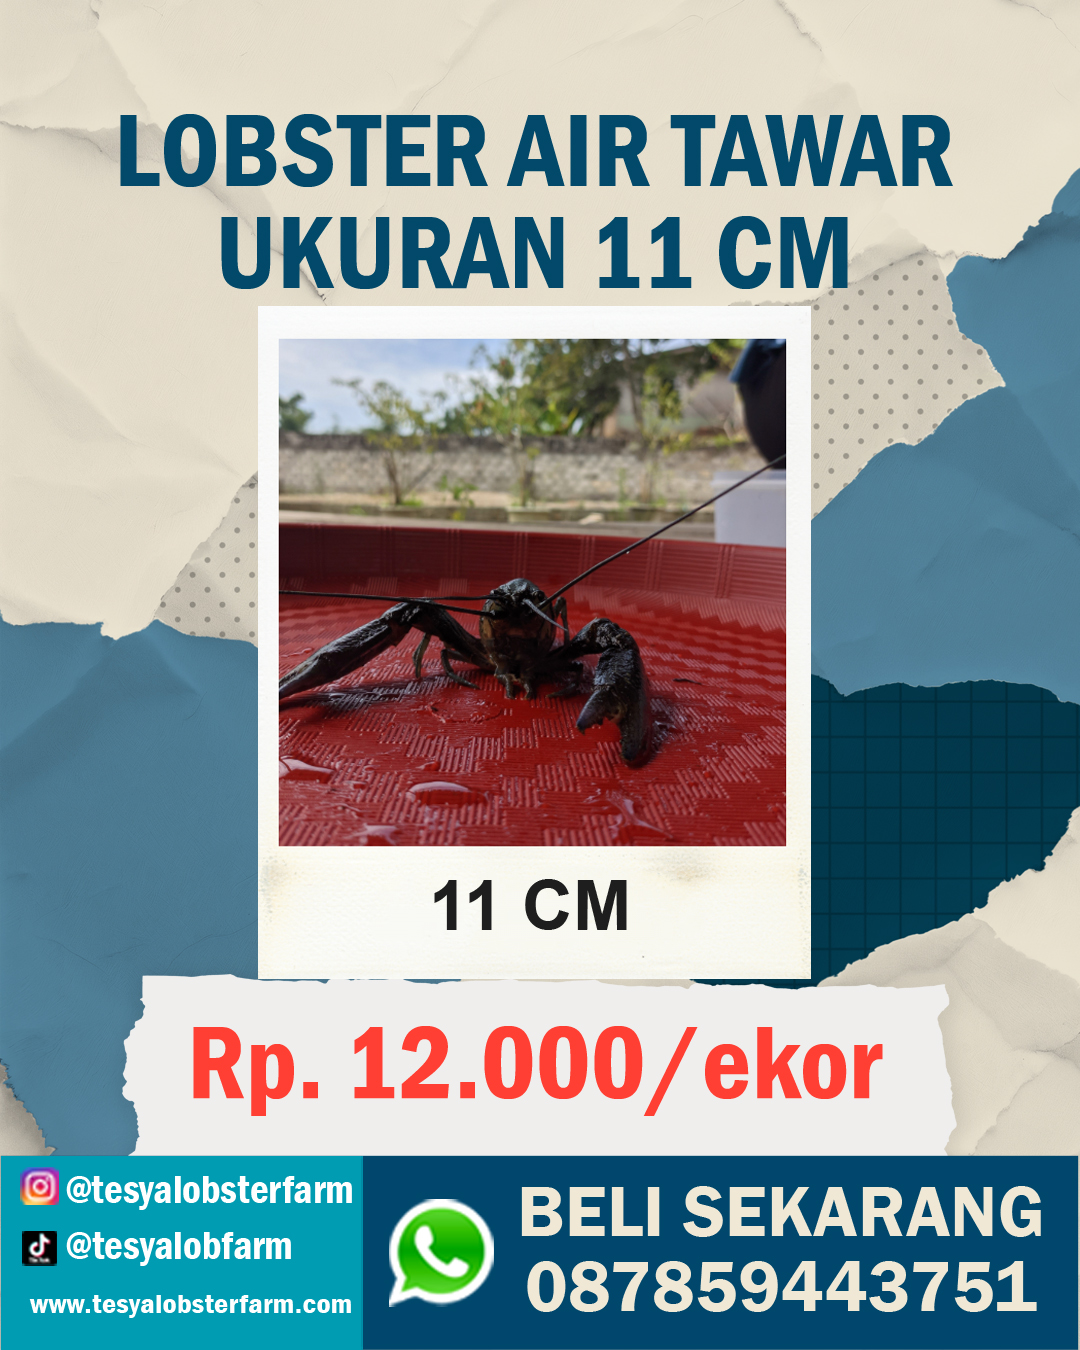 LOBSTER AIR TAWAR
UKURAN 11 CM
11 CM
Rp. 12.000/ekor
@tesyalobsterfarm
@tesyalobfarm
www.tesyalobsterfarm.com
BELI SEKARANG
087859443751